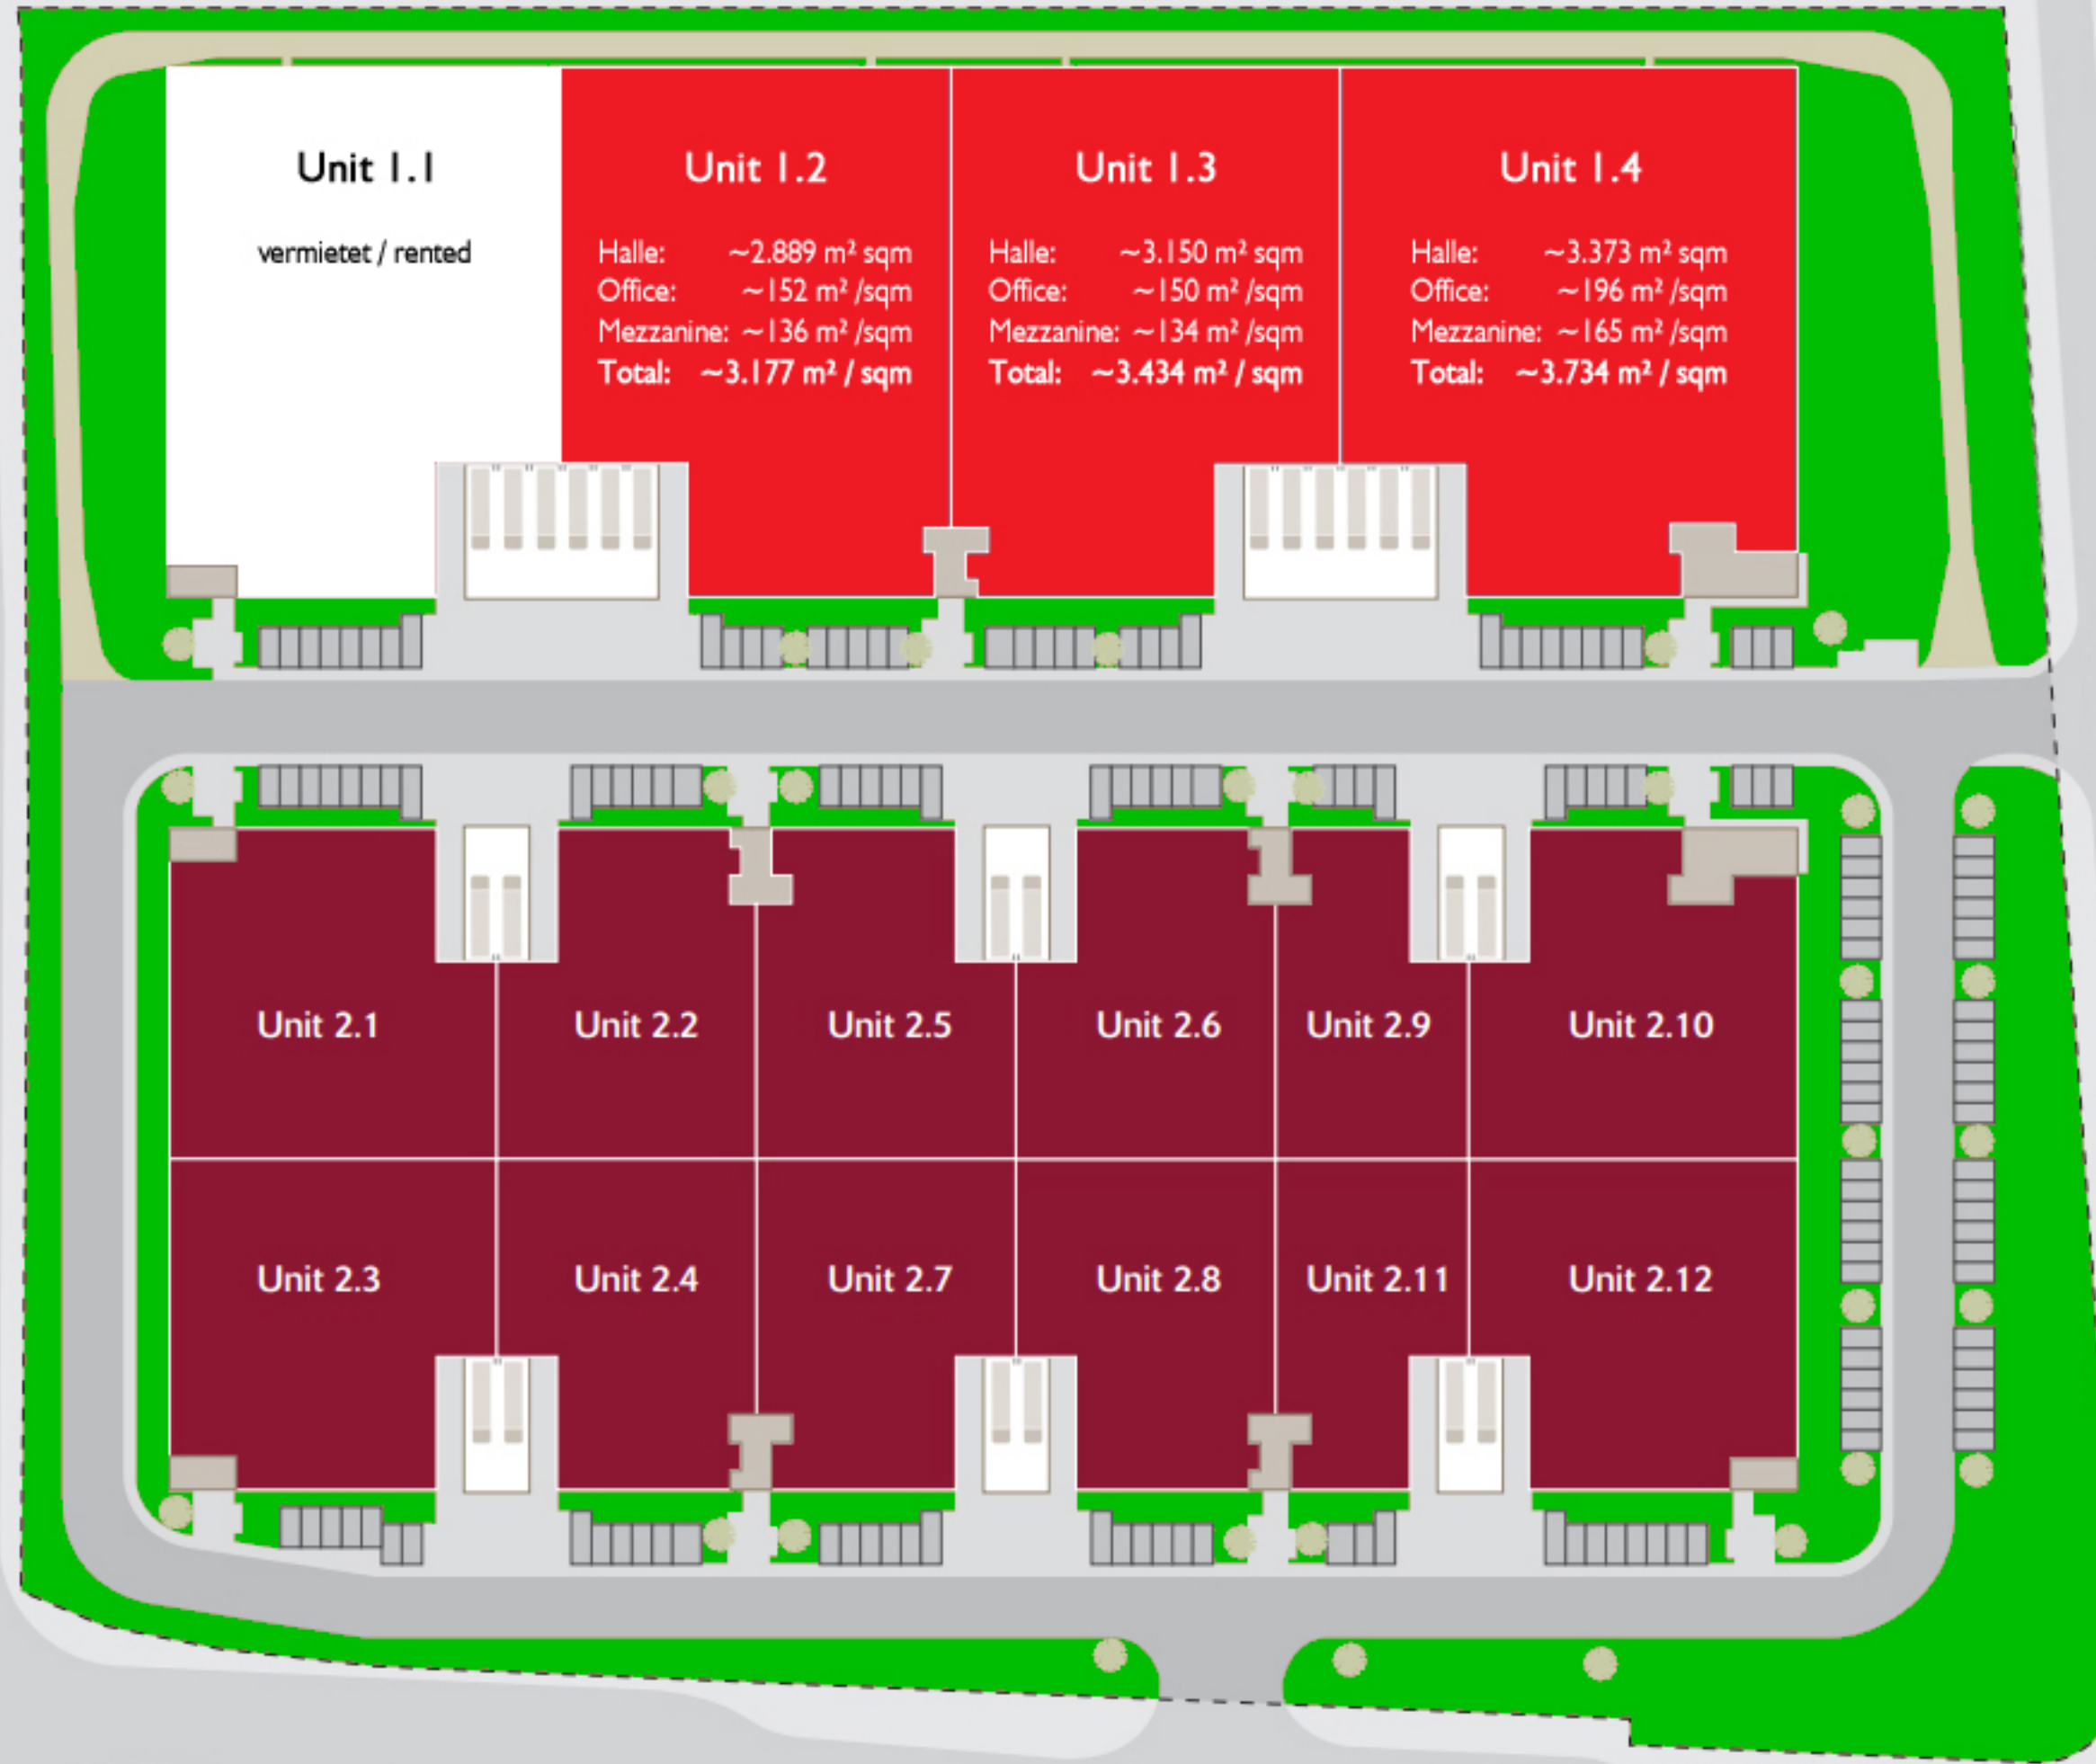 Unit 1.1
vermietet / rented
Unit 1.2
Halle: ~2.889 m² sqm
Office: ~152 m² /sqm
Mezzanine: ~136 m² /sqm
Total: ~3.177 m² / sqm
Unit 1.3
Halle: ~3.150 m² sqm
Office: ~150 m² /sqm
Mezzanine: ~134 m² /sqm
Total: ~3.434 m² / sqm
Unit 1.4
Halle: ~3.373 m² sqm
Office: ~196 m² /sqm
Mezzanine: ~165 m² /sqm
Total: ~3.734 m² / sqm
Unit 2.1
Unit 2.2
Unit 2.5
Unit 2.6
Unit 2.9
Unit 2.10
Unit 2.3
Unit 2.4
Unit 2.7
Unit 2.8
Unit 2.11
Unit 2.12